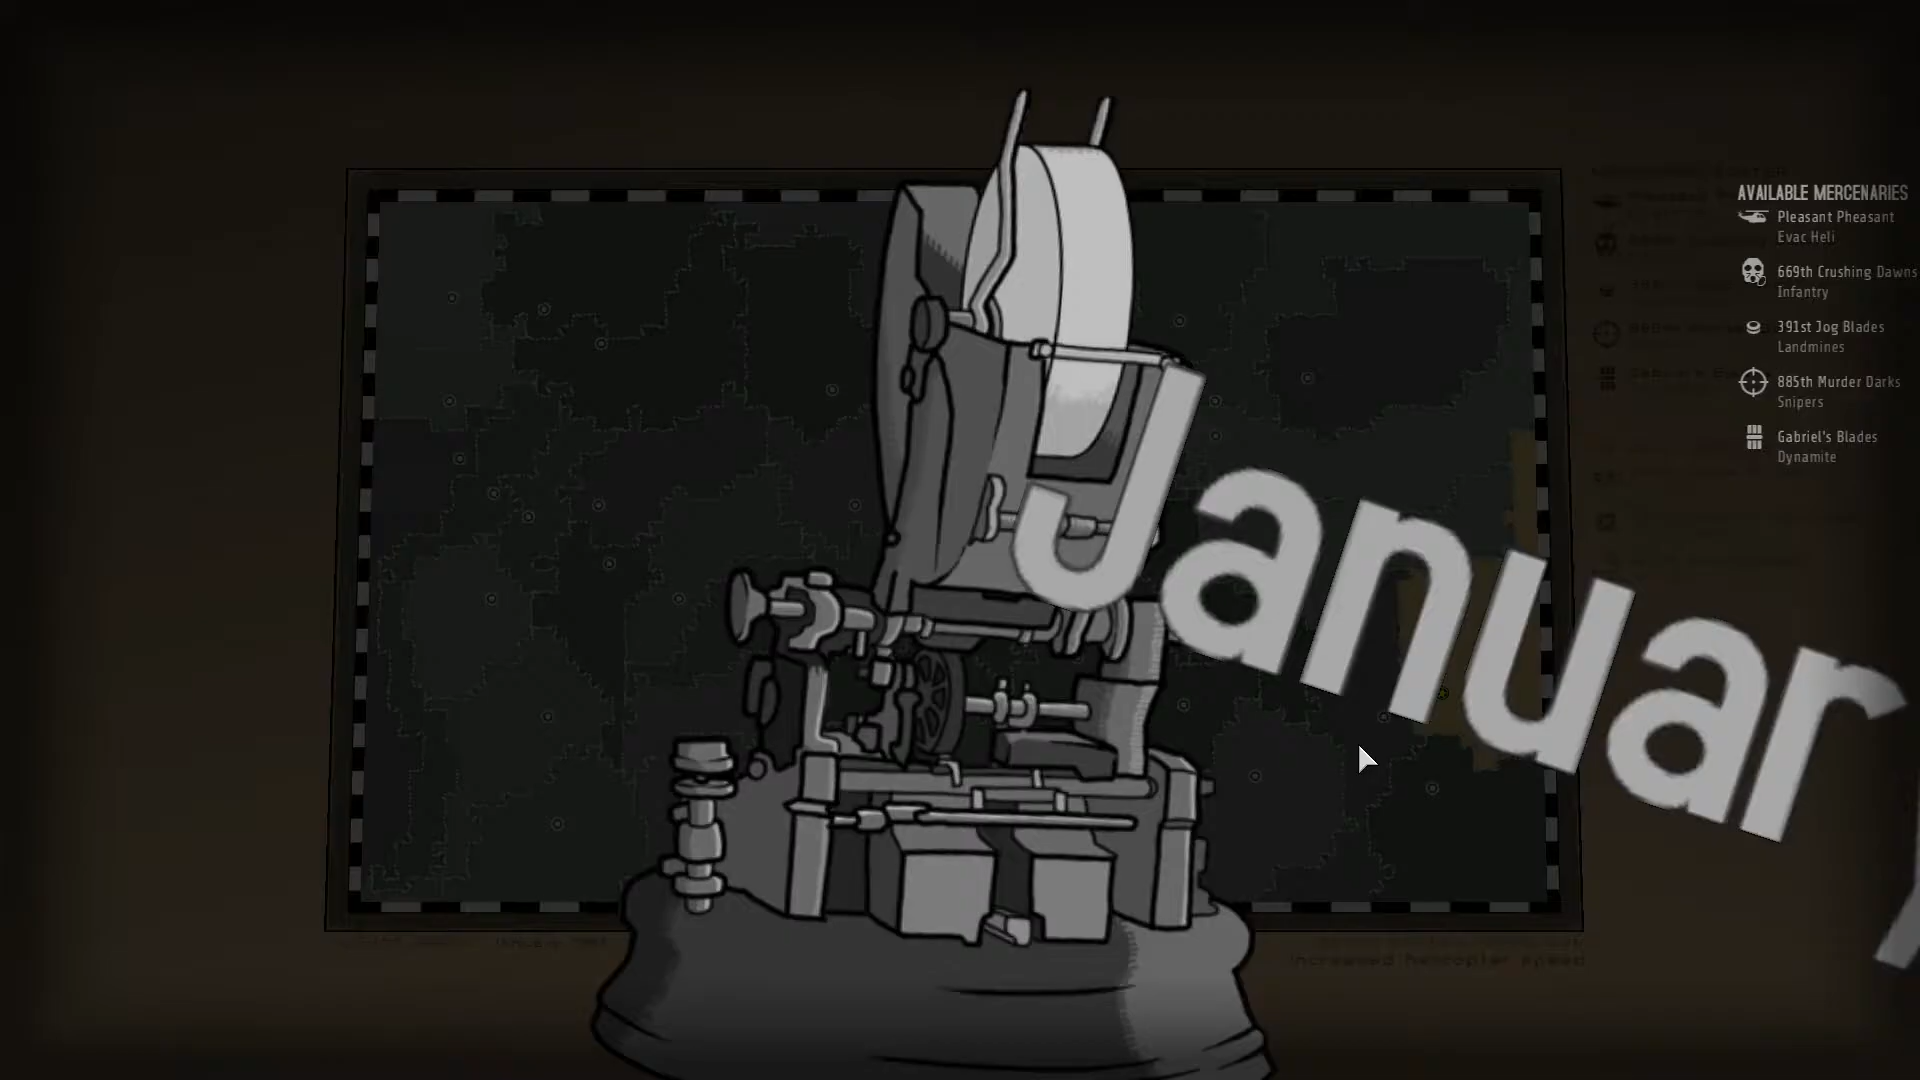 AVAILABLE MERCENARIES
Pleasant Pheasant
Evac Heli
669th Crushing Dawns
Infantry
391st Jog Blades
Landmines
885th Murder Darks
Snipers
Gabriel's Blades
Dynamite
January
increased helicopter speed